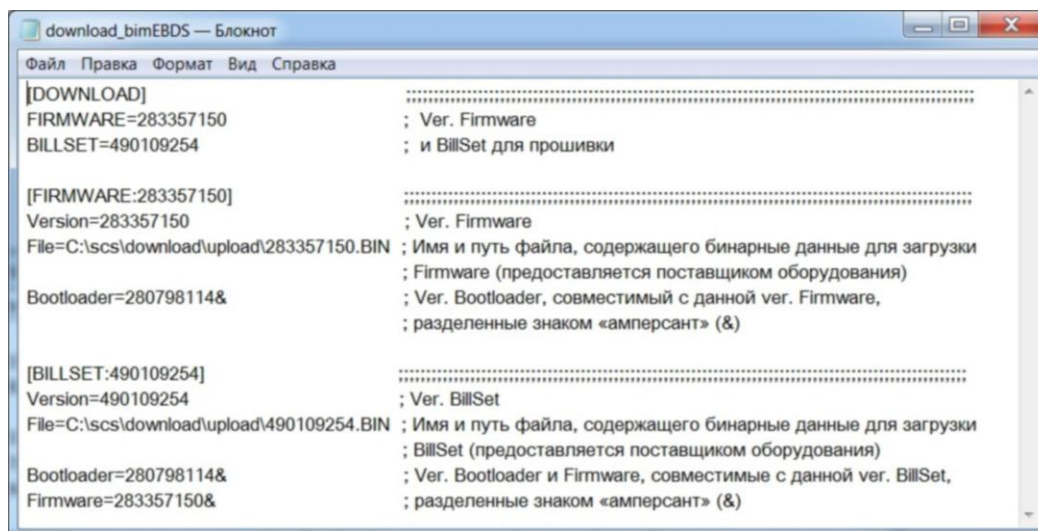 download_bimEBDS — Блокнот
Файл Правка Формат Вид Справка
[DOWNLOAD] ;;;;;;;;;;;;;;;;;;;;;;;;;;;;;;;;;;;;;;;;;;;;;;;;;;;;;;;;;;;;;;;;;;;;;;;;;;;;;;;;;;;;;;;;;;;;;;;;;;;;;;
FIRMWARE=283357150 ; Ver. Firmware
BILLSET=490109254 ; и BillSet для прошивки
[FIRMWARE:283357150] ;;;;;;;;;;;;;;;;;;;;;;;;;;;;;;;;;;;;;;;;;;;;;;;;;;;;;;;;;;;;;;;;;;;;;;;;;;;;;;;;;;;;;;;;;;;;;;;;;;;;;;
Version=283357150 ; Ver. Firmware
File=C:\scs\download\upload\283357150.BIN ; Имя и путь файла, содержащего бинарные данные для загрузки
; Firmware (предоставляется поставщиком оборудования)
Bootloader=280798114& ; Ver. Bootloader, совместимый с данной ver. Firmware,
; разделенные знаком «амперсант» (&)
[BILLSET:490109254] ;;;;;;;;;;;;;;;;;;;;;;;;;;;;;;;;;;;;;;;;;;;;;;;;;;;;;;;;;;;;;;;;;;;;;;;;;;;;;;;;;;;;;;;;;;;;;;;;;;;;;;
Version=490109254 ; Ver. BillSet
File=C:\scs\download\upload\490109254.BIN ; Имя и путь файла, содержащего бинарные данные для загрузки
; BillSet (предоставляется поставщиком оборудования)
Bootloader=280798114& ; Ver. Bootloader и Firmware, совместимые с данной ver. BillSet,
Firmware=283357150& ; разделенные знаком «амперсант» (&)